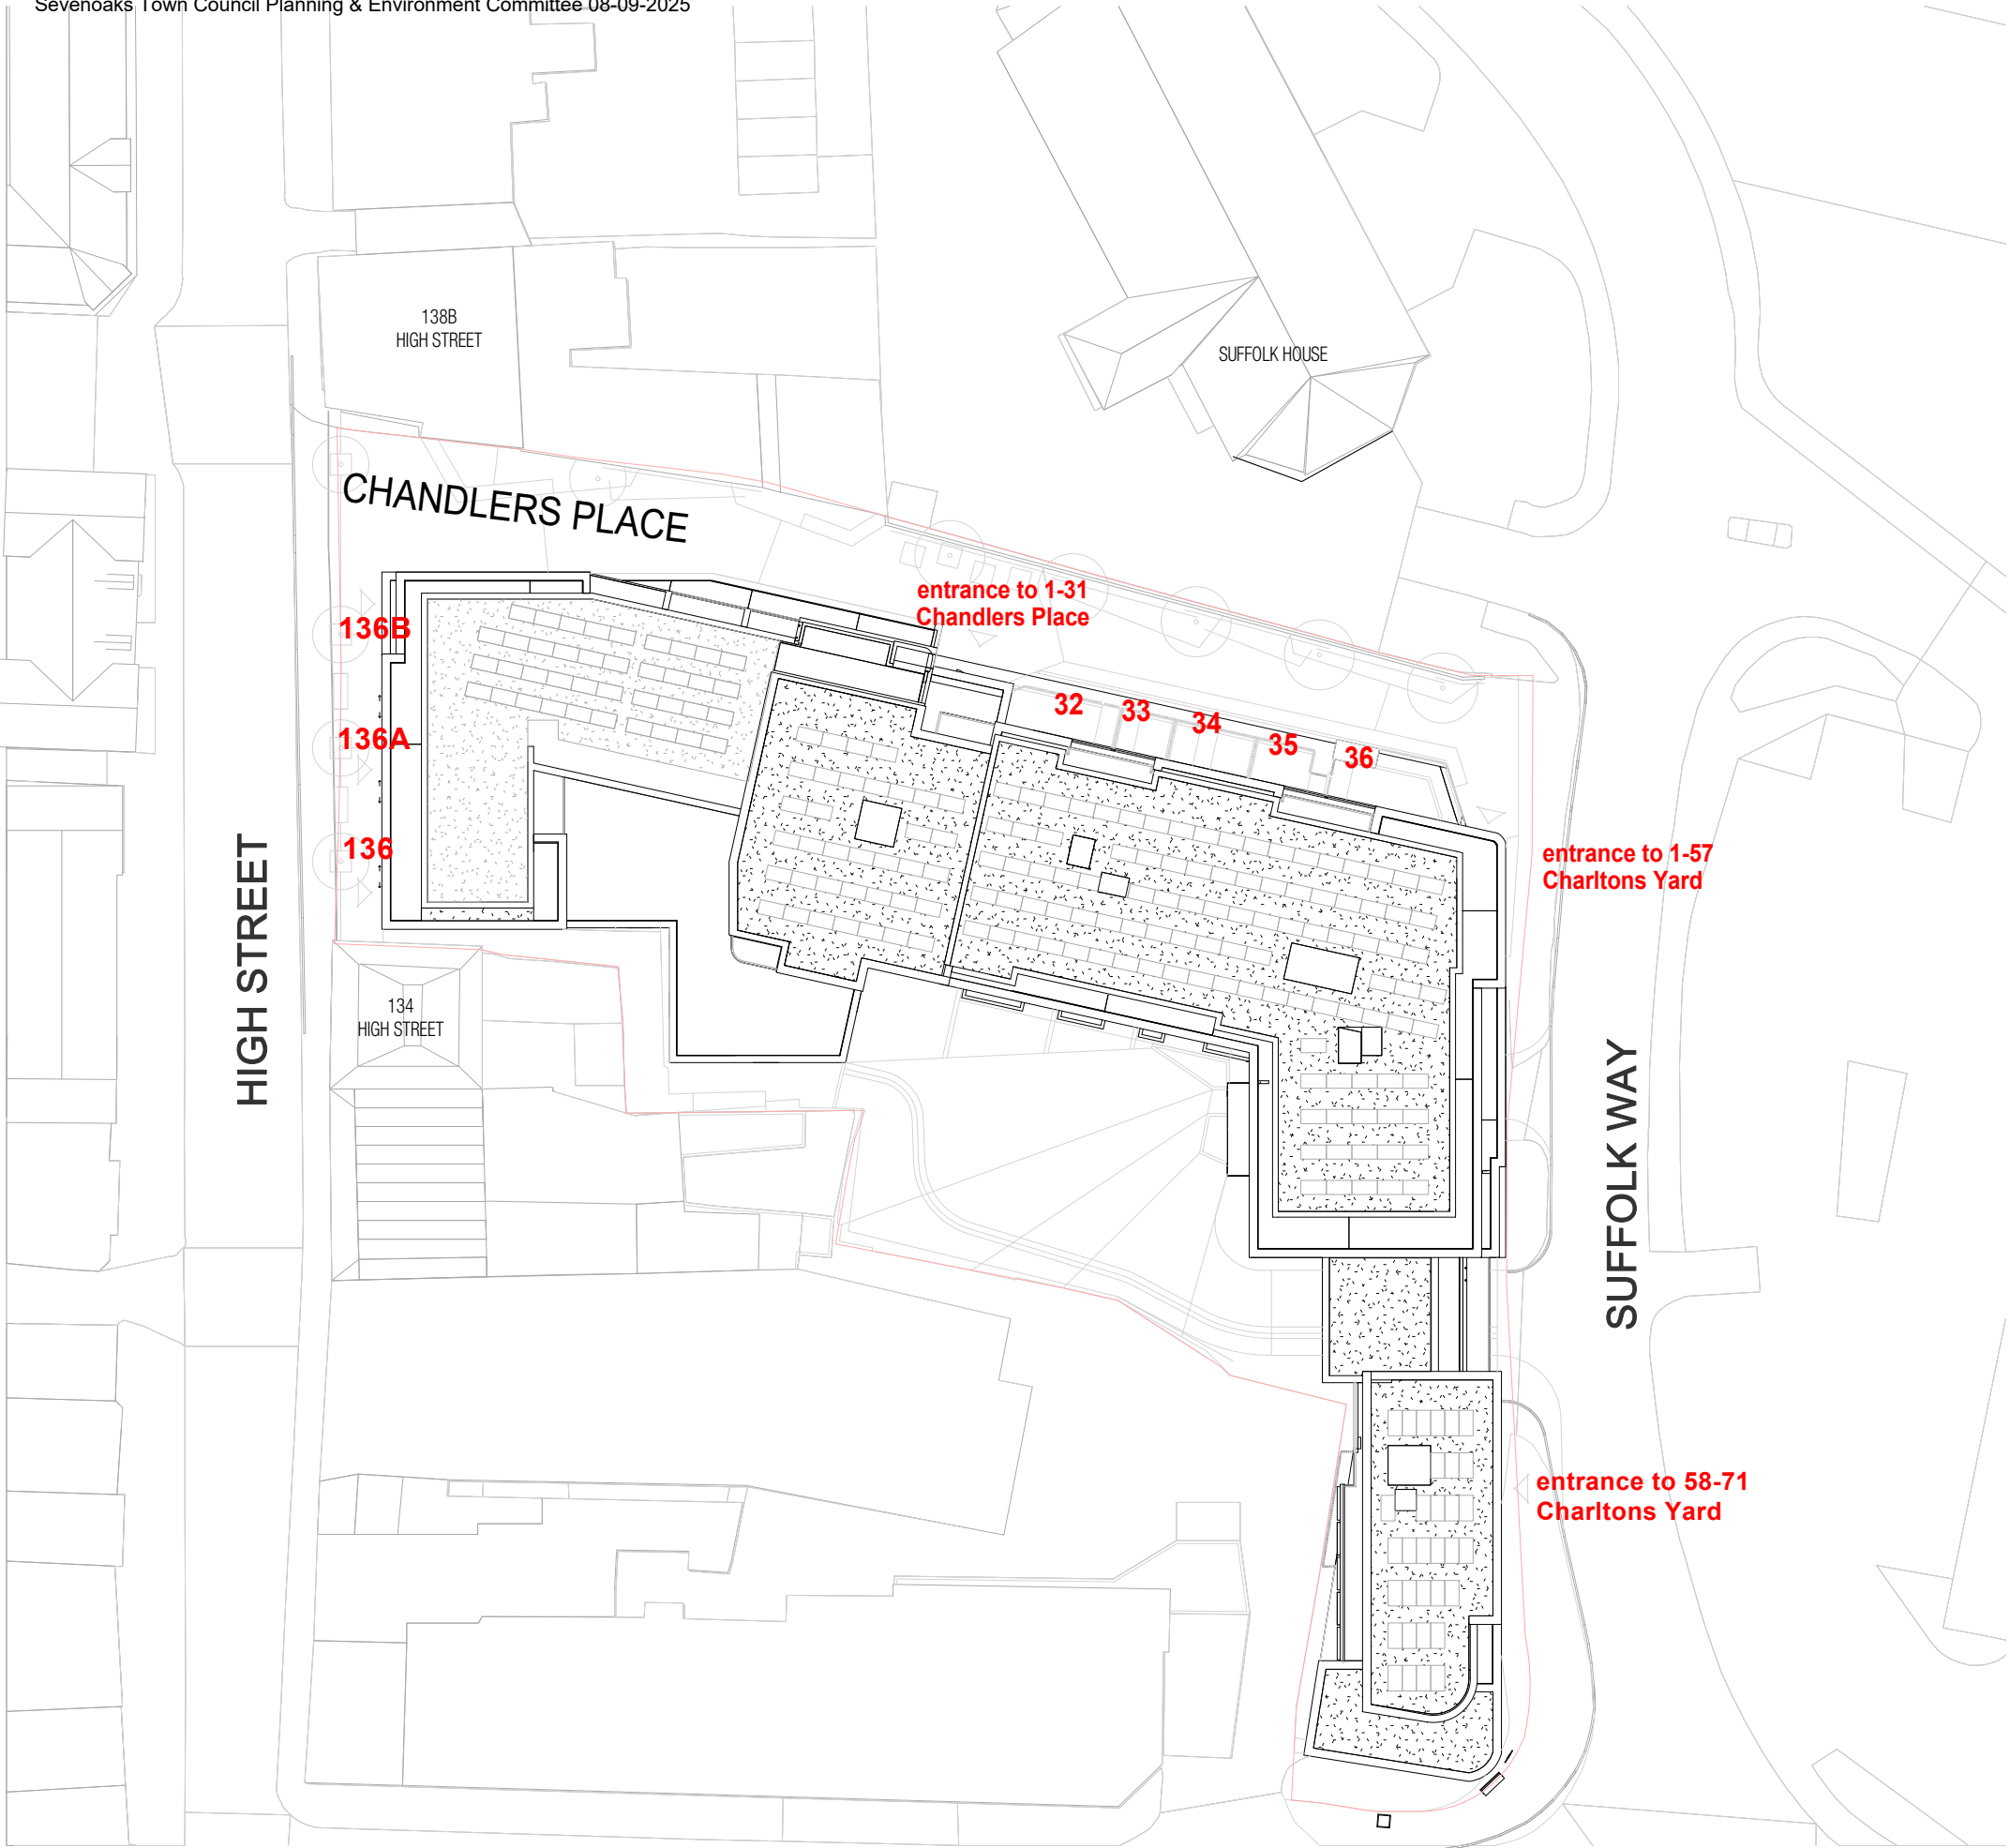 Sevenoaks Town Council Planning & Environment Committee 08-09-2025
138B
HIGH STREET
SUFFOLK HOUSE
CHANDLERS PLACE
entrance to 1-31
Chandlers Place
136B
32
33
34
35
36
136A
136
entrance to 1-57
Charltons Yard
HIGH STREET
134
HIGH STREET
SUFFOLK WAY
entrance to 58-71
Charltons Yard